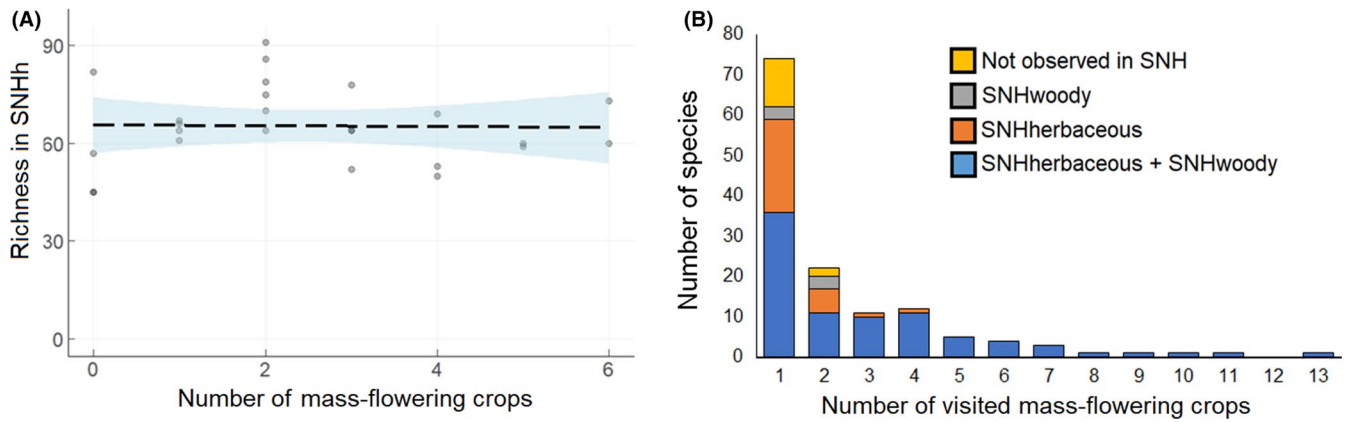 (A)
Richness in SNHh
90
60
30
0
0 2 4 6
Number of mass-flowering crops
(B)
Number of species
80
70
60
50
40
30
20
10
0
Not observed in SNH
SNHwoody
SNHherbaceous
SNHherbaceous + SNHwoody
1 2 3 4 5 6 7 8 9 10 11 12 13
Number of visited mass-flowering crops